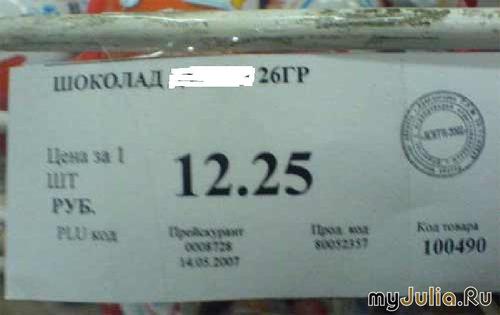 ШОКОЛАД 26ГР
Цена за 1
ШТ
РУБ.
12.25
PLU код
Прейскурант
0008728
14.05.2007
Прод. код
80052357
Код товара
100490
myJulia.Ru